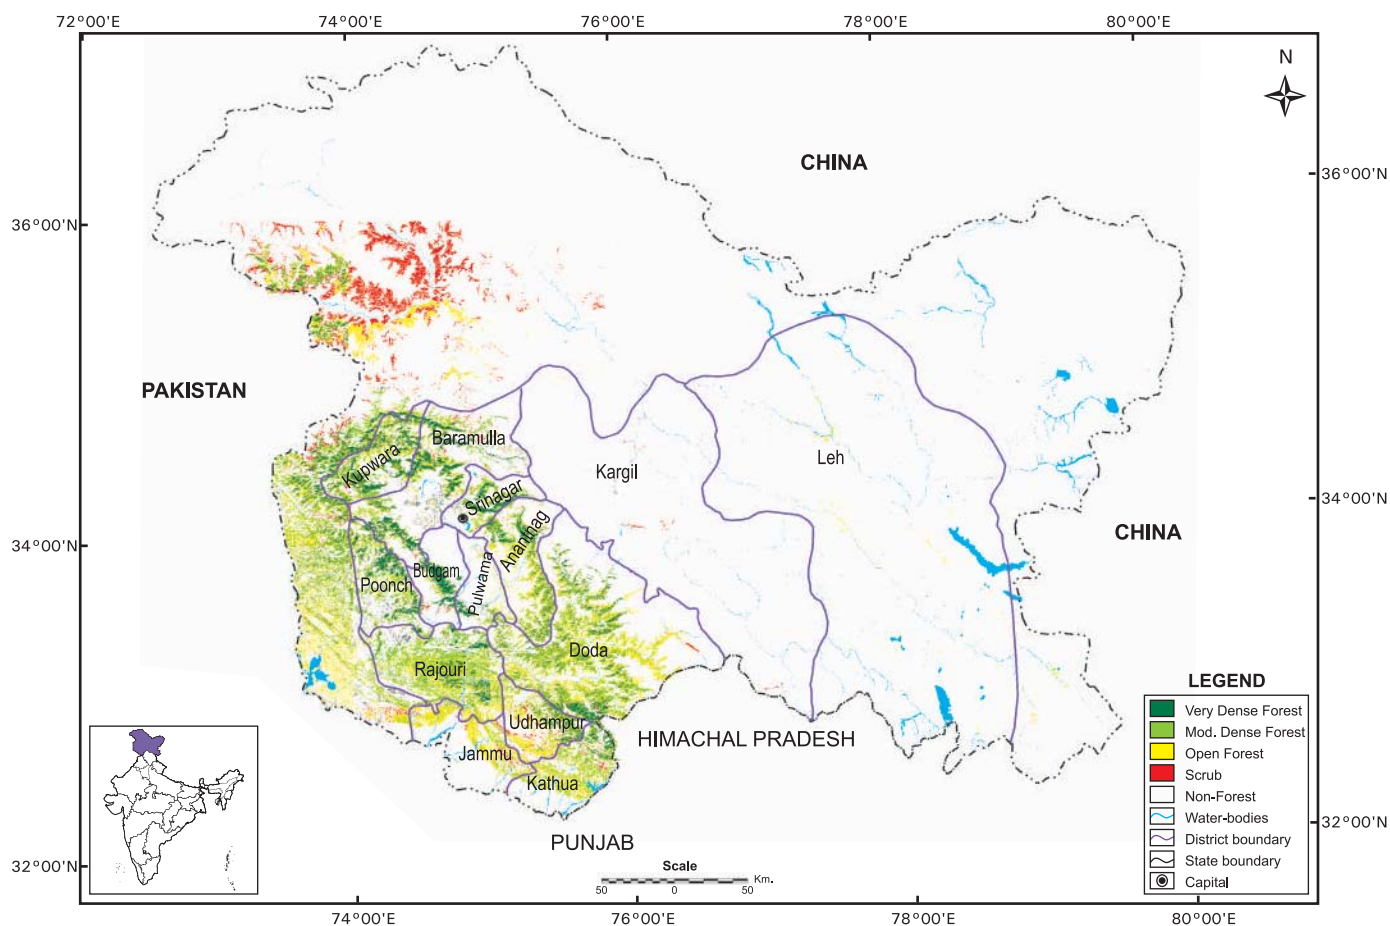 72°00'E 74°00'E 76°00'E 78°00'E 80°00'E
N
CHINA
36°00'N
36°00'N
PAKISTAN
Baramulla
Kupwara
Kargil
Leh
Srinagar
34°00'N
Anantnag
CHINA
34°00'N
Budgam
Pulwama
Poonch
Doda
Rajouri
LEGEND
Very Dense Forest
Mod. Dense Forest
Open Forest
Scrub
Non-Forest
Water-bodies
District boundary
State boundary
Capital
Udhampur
HIMACHAL PRADESH
Jammu
Kathua
32°00'N
PUNJAB
32°00'N
Scale
50 0 50 Km.
74°00'E 76°00'E 78°00'E 80°00'E